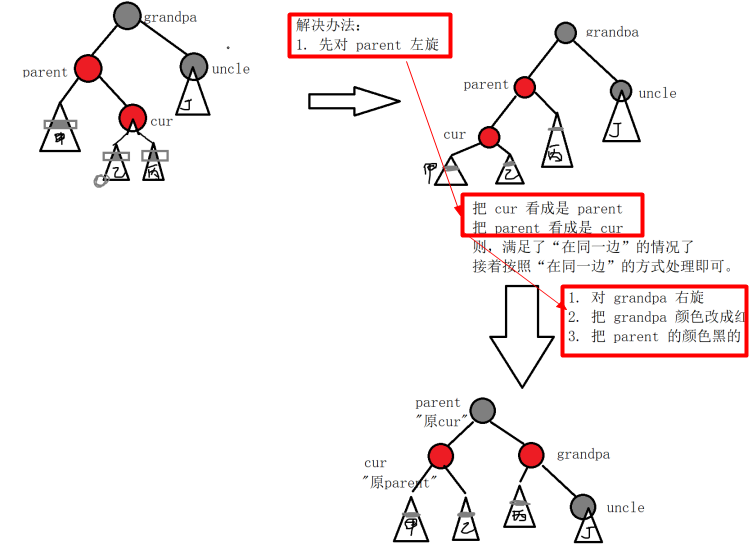 grandpa
parent
uncle
cur
甲
乙
丙
丁
解决办法：
1. 先对 parent 左旋
grandpa
parent
uncle
cur
甲
乙
丙
丁
把 cur 看成是 parent
把 parent 看成是 cur
则，满足了“在同一边”的情况了
接着按照“在同一边”的方式处理即可。
1. 对 grandpa 右旋
2. 把 grandpa 颜色改成红
3. 把 parent 的颜色黑的
parent
"原cur"
cur
"原parent"
grandpa
uncle
甲
乙
丙
丁